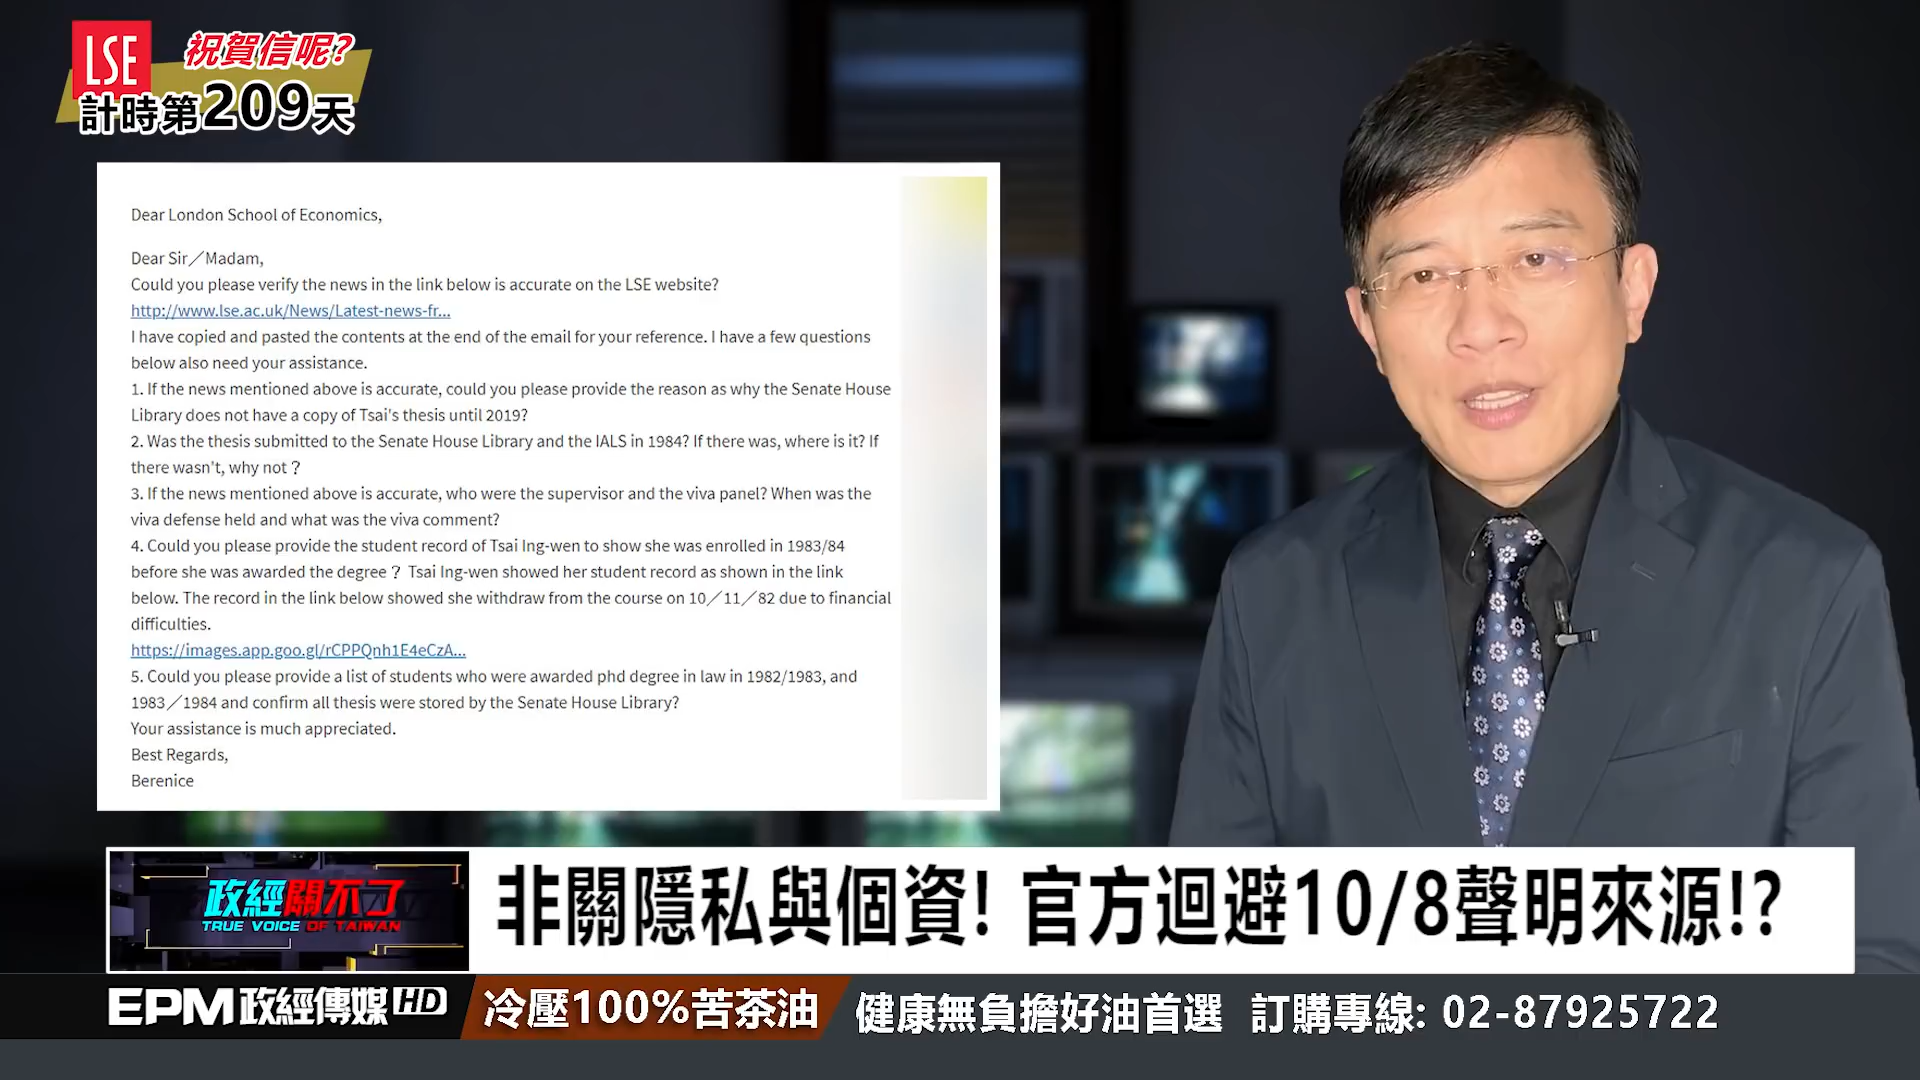 LSE 祝賀信呢?
計時第209天
Dear London School of Economics,
Dear Sir／Madam,
Could you please verify the news in the link below is accurate on the LSE website?
http://www.lse.ac.uk/News/Latest-news-fr...
I have copied and pasted the contents at the end of the email for your reference. I have a few questions
below also need your assistance.
1. If the news mentioned above is accurate, could you please provide the reason as why the Senate House
Library does not have a copy of Tsai's thesis until 2019?
2. Was the thesis submitted to the Senate House Library and the IALS in 1984? If there was, where is it? If
there wasn't, why not？
3. If the news mentioned above is accurate, who were the supervisor and the viva panel? When was the
viva defense held and what was the viva comment?
4. Could you please provide the student record of Tsai Ing-wen to show she was enrolled in 1983/84
before she was awarded the degree？ Tsai Ing-wen showed her student record as shown in the link
below. The record in the link below showed she withdraw from the course on 10／11／82 due to financial
difficulties.
https://images.app.goo.gl/rCPPQnh1E4eCzA...
5. Could you please provide a list of students who were awarded phd degree in law in 1982/1983, and
1983／1984 and confirm all thesis were stored by the Senate House Library?
Your assistance is much appreciated.
Best Regards,
Berenice
政經關不了
TRUE VOICE OF TAIWAN
非關隱私與個資! 官方迴避10/8聲明來源!?
EPM政經傳媒HD 冷壓100%苦茶油 健康無負擔好油首選 訂購專線: 02-87925722